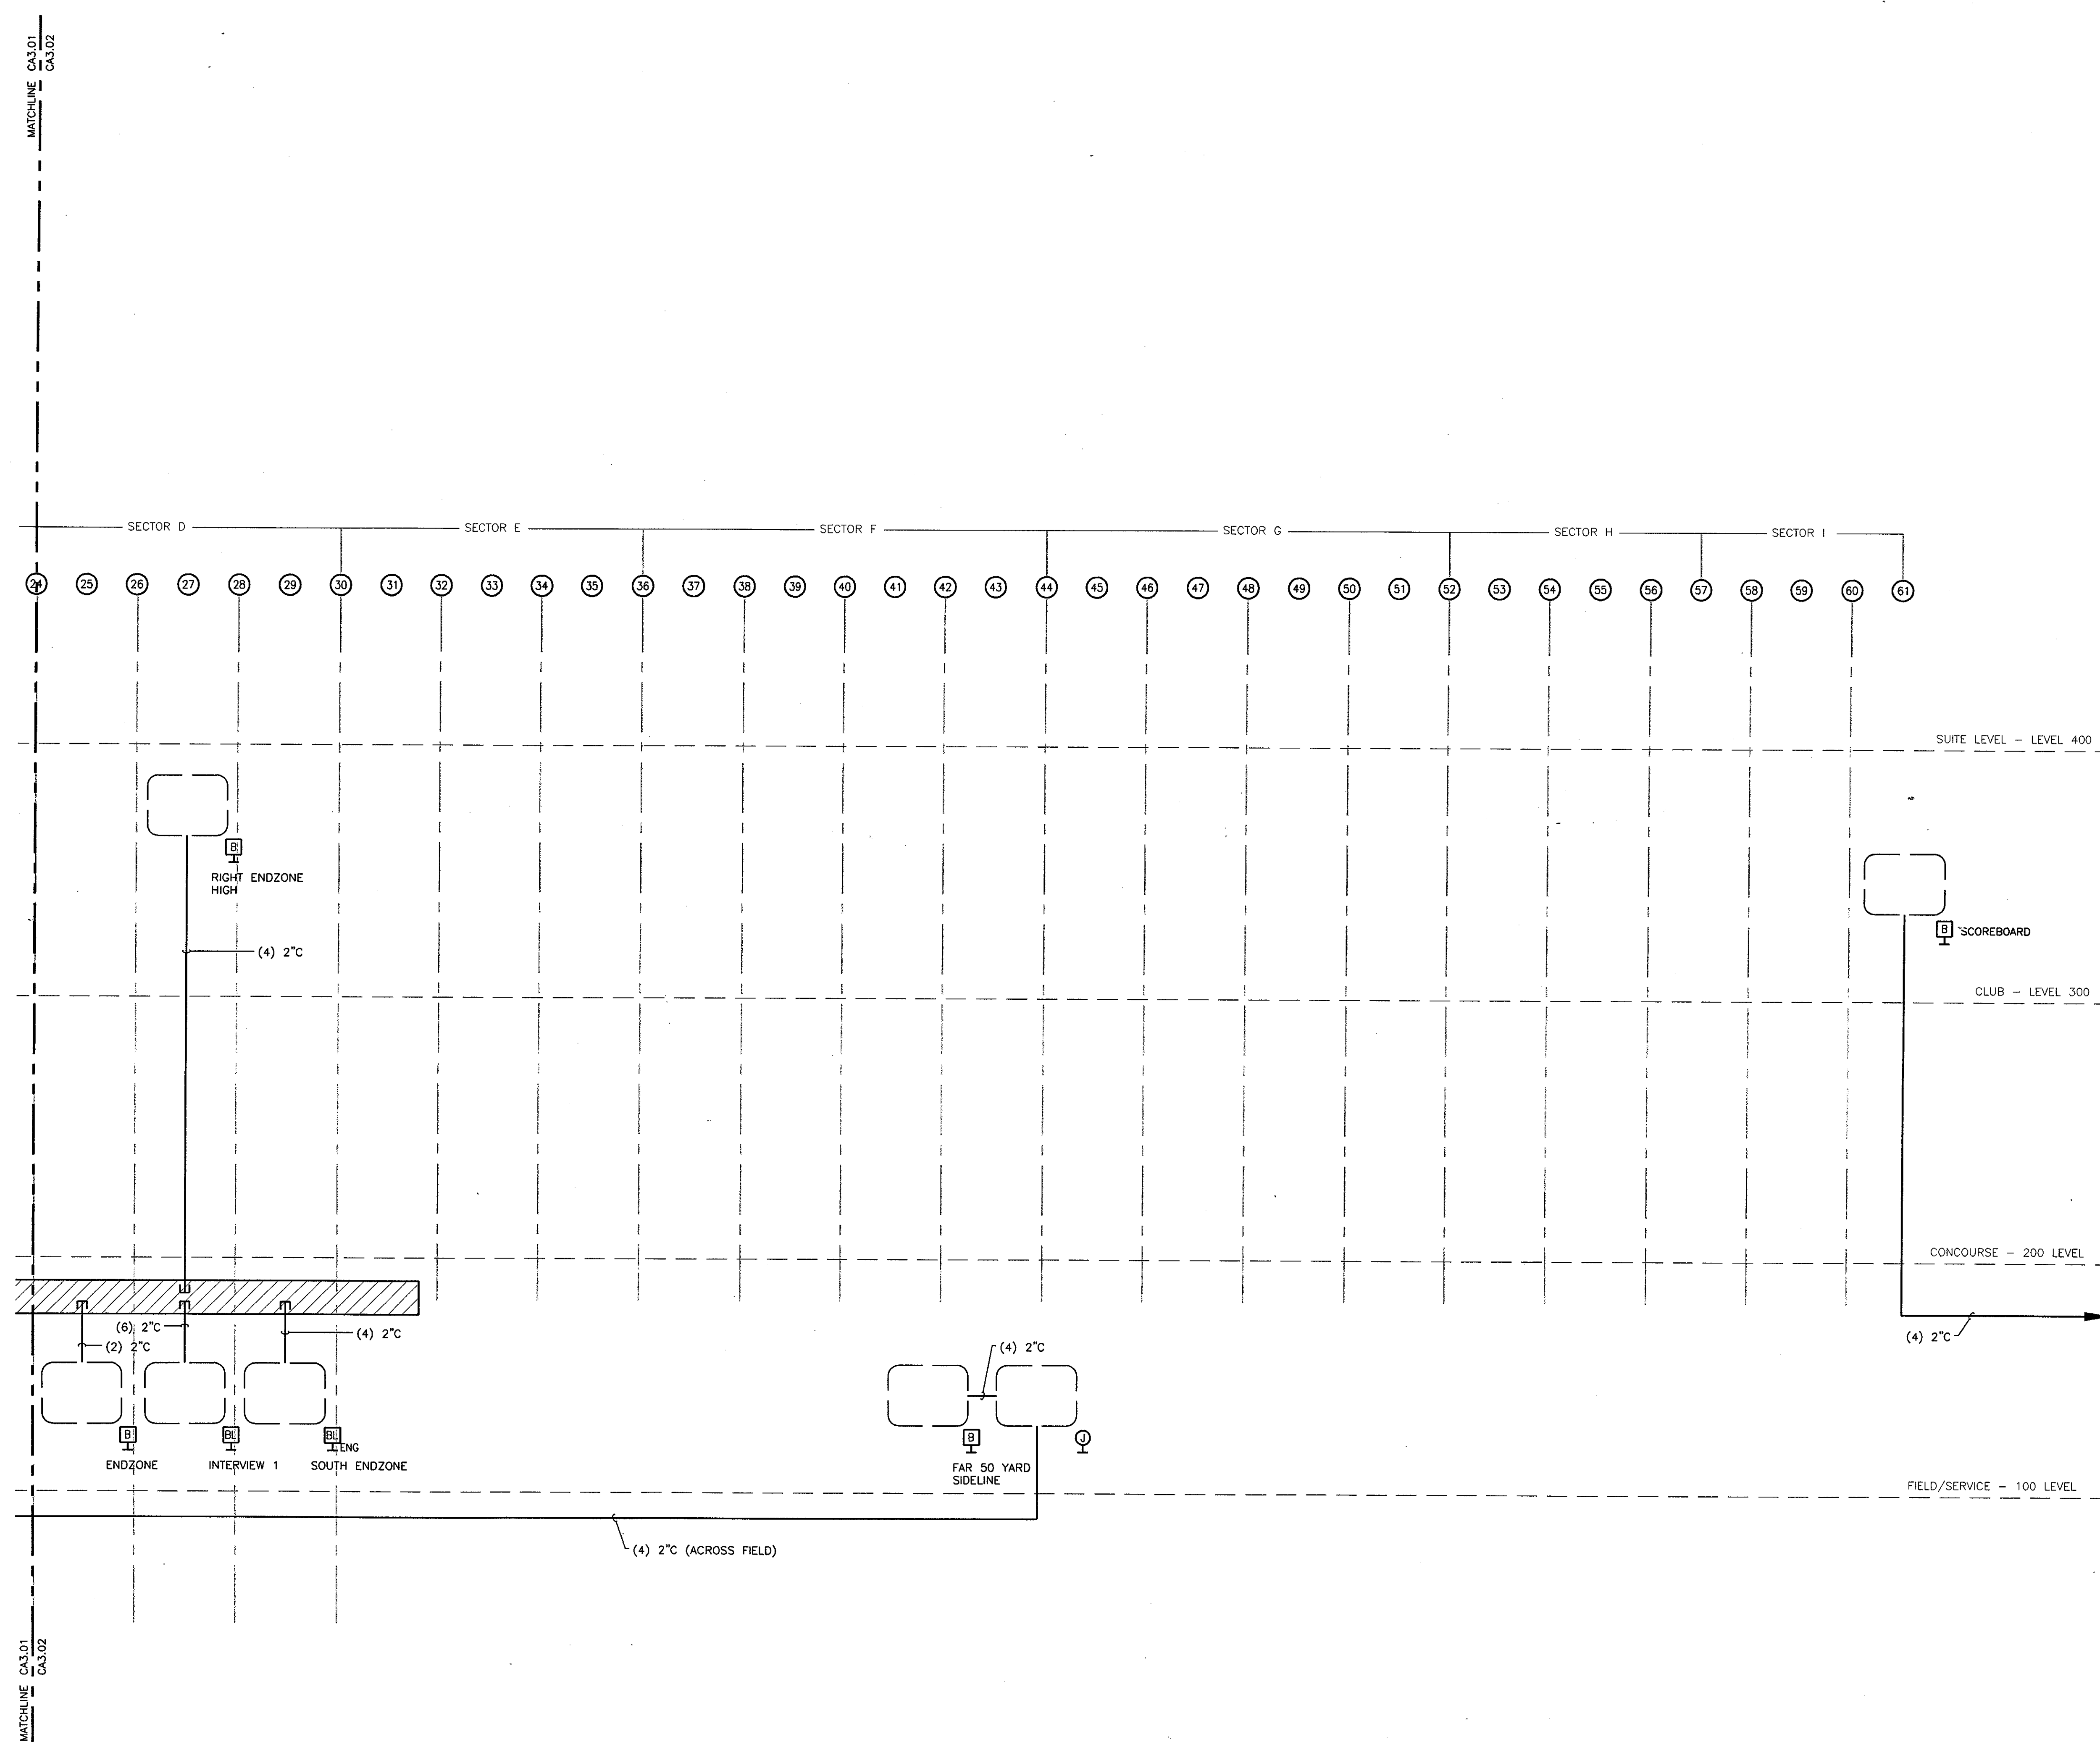 MATCHLINE CA3.01
CA3.02
SECTOR D
SECTOR E
SECTOR F
SECTOR G
SECTOR H
SECTOR I
24 25 26 27 28 29 30 31 32 33 34 35 36 37 38 39 40 41 42 43 44 45 46 47 48 49 50 51 52 53 54 55 56 57 58 59 60 61
SUITE LEVEL - LEVEL 400
B
RIGHT ENDZONE
HIGH
B SCOREBOARD
(4) 2"C
CLUB - LEVEL 300
CONCOURSE - 200 LEVEL
(6) 2"C
(4) 2"C
(4) 2"C
(2) 2"C
(4) 2"C
B
BL
BL ENG
B
J
ENDZONE
INTERVIEW 1
SOUTH ENDZONE
FAR 50 YARD
SIDELINE
FIELD/SERVICE - 100 LEVEL
(4) 2"C (ACROSS FIELD)
MATCHLINE CA3.01
CA3.02